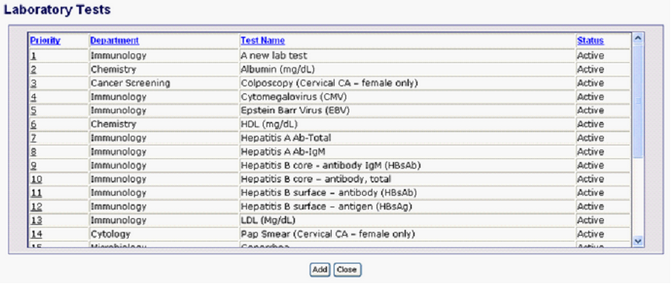 Laboratory Tests
Priority Department Test Name Status
1 Immunology A new lab test Active
2 Chemistry Albumin (mg/dL) Active
3 Cancer Screening Colposcopy (Cervical CA – female only) Active
4 Immunology Cytomegalovirus (CMV) Active
5 Immunology Epstein Barr Virus (EBV) Active
6 Chemistry HDL (mg/dL) Active
7 Immunology Hepatitis A Ab-Total Active
8 Immunology Hepatitis A Ab-IgM Active
9 Immunology Hepatitis B core - antibody IgM (HBsAb) Active
10 Immunology Hepatitis B core – antibody, total Active
11 Immunology Hepatitis B surface – antibody (HBsAb) Active
12 Immunology Hepatitis B surface – antigen (HBsAg) Active
13 Immunology LDL (Mg/dL) Active
14 Cytology Pap Smear (Cervical CA – female only) Active
15 Microbiology Gonorrhea Active
Add Close